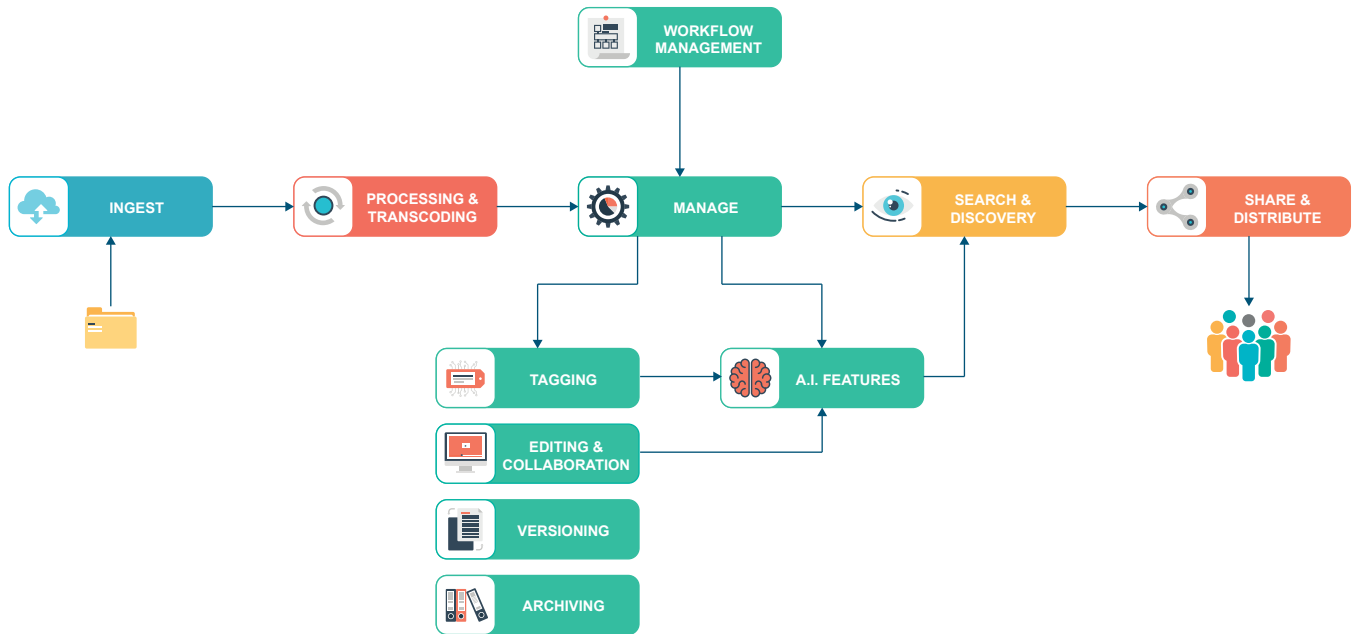 WORKFLOW
MANAGEMENT
INGEST
PROCESSING &
TRANSCODING
MANAGE
SEARCH &
DISCOVERY
SHARE &
DISTRIBUTE
TAGGING
A.I. FEATURES
EDITING &
COLLABORATION
VERSIONING
ARCHIVING